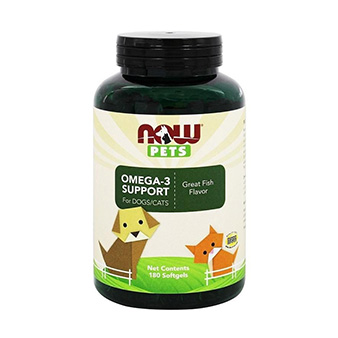 NOW
PETS
OMEGA-3
SUPPORT
For DOGS/CATS
Great Fish
Flavor
Net Contents
180 Softgels